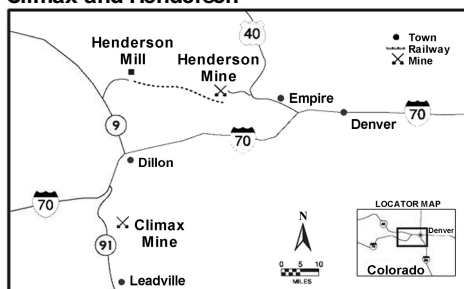 Climax and Henderson
40
Henderson
Mill
Henderson
Mine
Town
Railway
Mine
Empire
Denver
70
9
70
Dillon
70
Climax
Mine
91
Leadville
N
0 5 10
MILES
LOCATOR MAP
Denver
Colorado